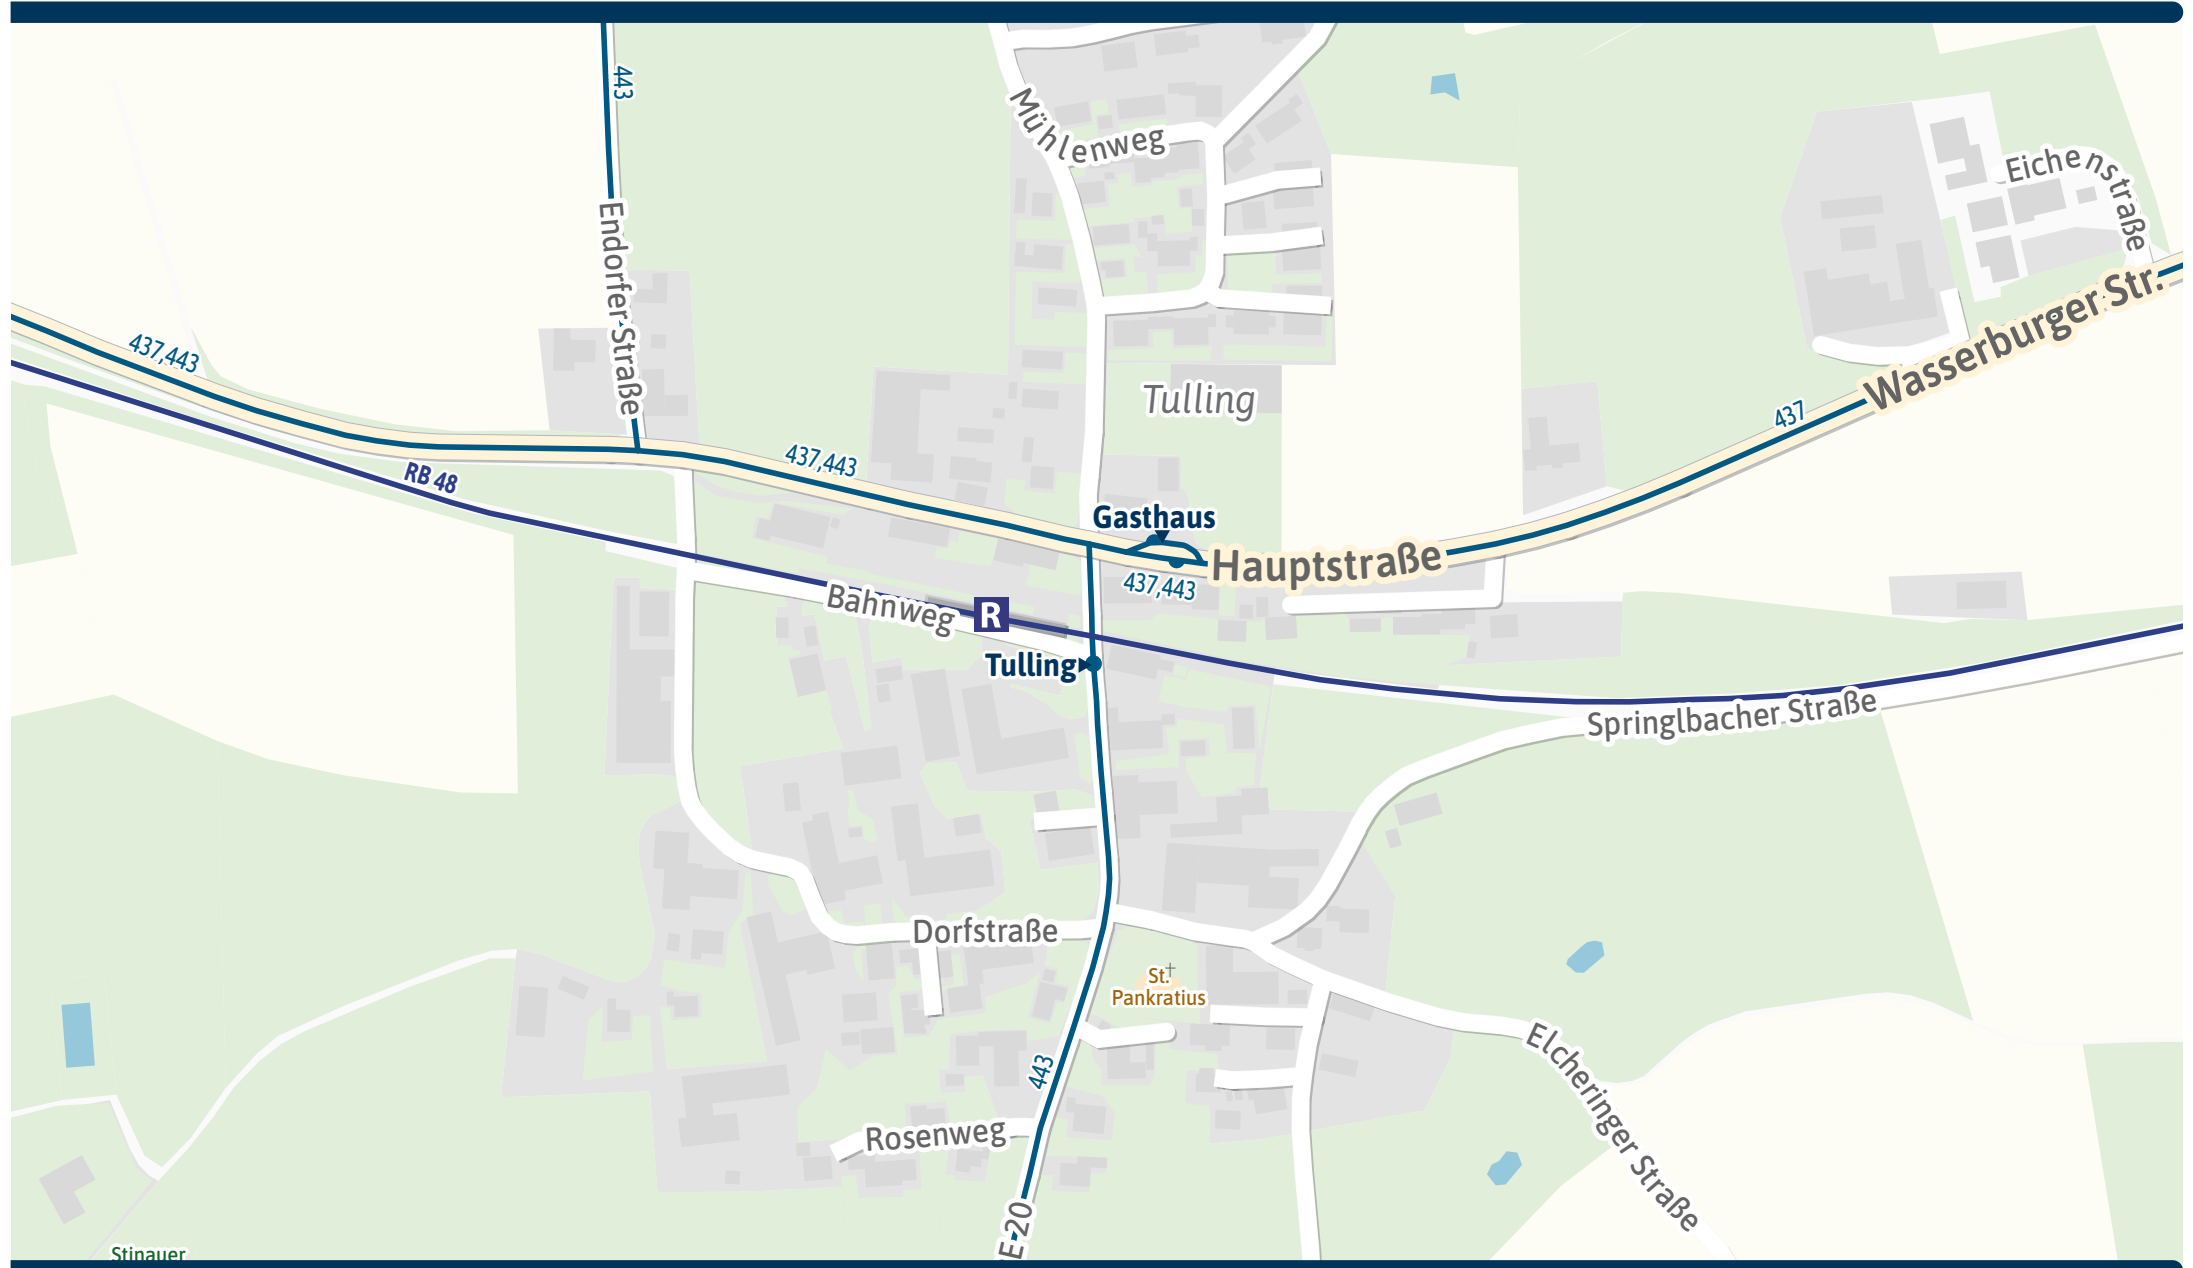 443
Mühlenweg
Eichenstraße
Endorfer Straße
Wasserburger Str.
437,443
Tulling
437
437,443
RB 48
Gasthaus
Hauptstraße
437,443
Bahnweg
R
Tulling
Springlbacher Straße
Dorfstraße
St.
Pankratius
Elcheringer Straße
443
Rosenweg
E 20
Stinauer